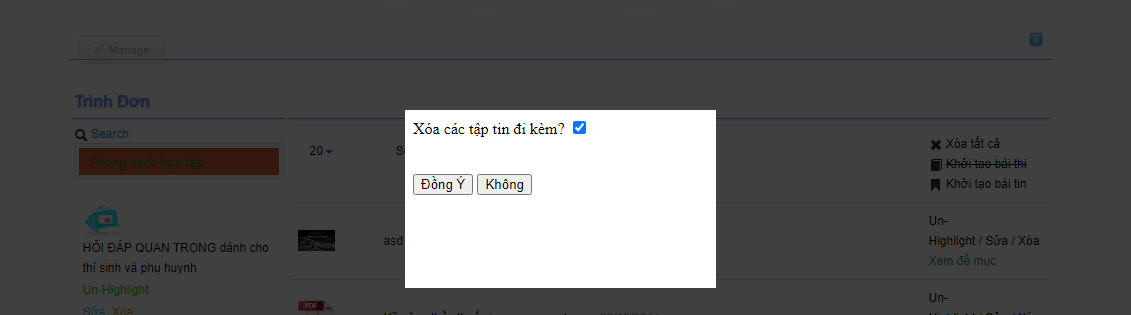 Manage
?
Trình Đơn
Search
Phong cách học tập
HỎI ĐÁP QUAN TRỌNG dành cho
thí sinh và phụ huynh
Un-Highlight
Sửa Xóa
20
Xóa các tập tin đi kèm?
Đồng Ý Không
Xóa tất cả
Khởi tạo bài thi
Khởi tạo bài tin
asd
Un-
Highlight / Sửa / Xóa
Xem đề mục
PDF
Un-